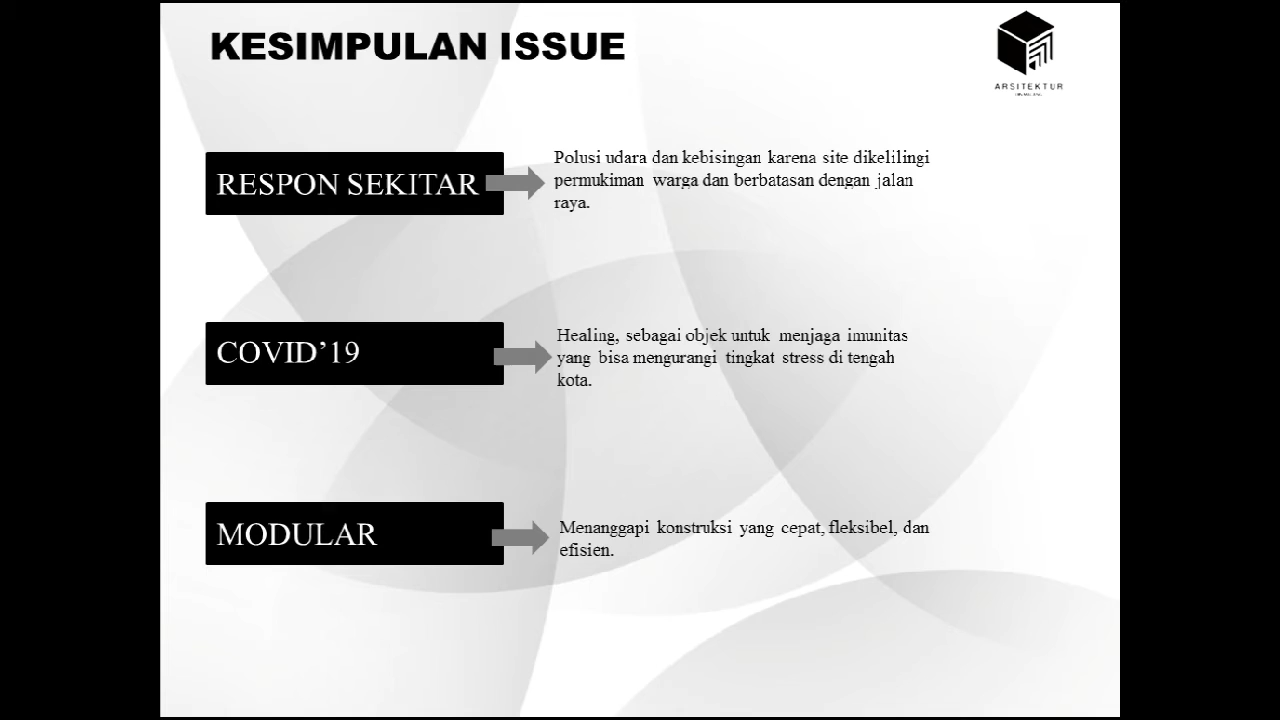 KESIMPULAN ISSUE
ARSITEKTUR
RESPON SEKITAR
Polusi udara dan kebisingan karena site dikelilingi
permukiman warga dan berbatasan dengan jalan
raya.
COVID’19
Healing, sebagai objek untuk menjaga imunitas
yang bisa mengurangi tingkat stress di tengah
kota.
MODULAR
Menanggapi konstruksi yang cepat, fleksibel, dan
efisien.